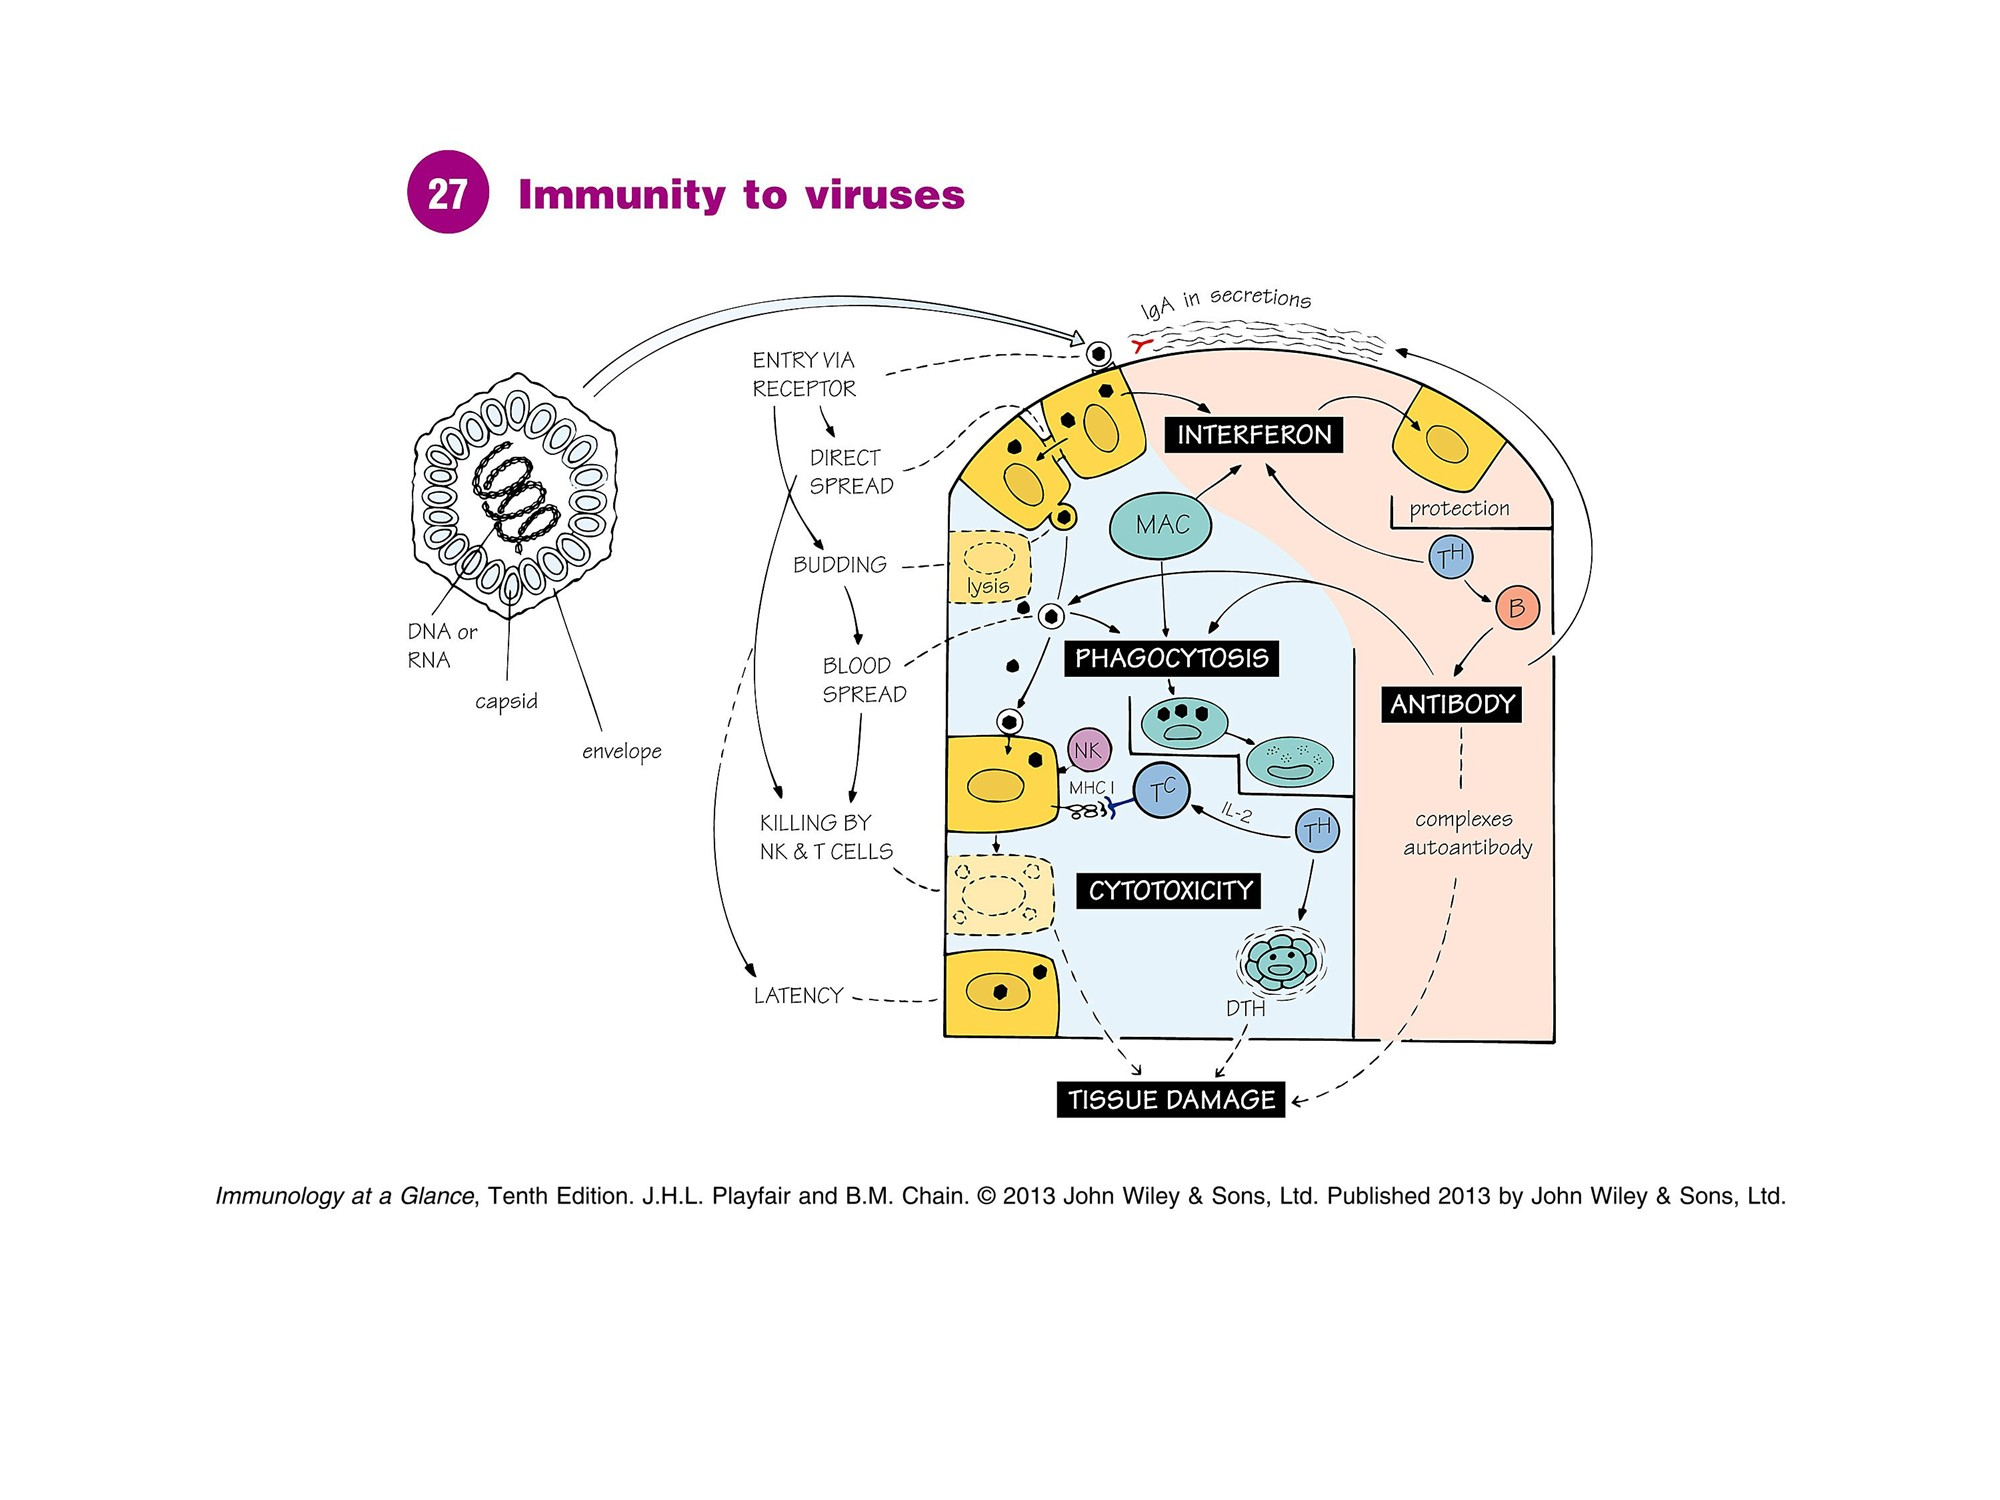 27 Immunity to viruses
IgA in secretions
ENTRY VIA
RECEPTOR
DIRECT
SPREAD
BUDDING
BLOOD
SPREAD
KILLING BY
NK & T CELLS
LATENCY
DNA or
RNA
capsid
envelope
INTERFERON
protection
MAC
TH
B
lysis
PHAGOCYTOSIS
ANTIBODY
NK
MHC I
TC
IL-2
TH
complexes
autoantibody
CYTOTOXICITY
DTH
TISSUE DAMAGE
Immunology at a Glance, Tenth Edition. J.H.L. Playfair and B.M. Chain. © 2013 John Wiley & Sons, Ltd. Published 2013 by John Wiley & Sons, Ltd.